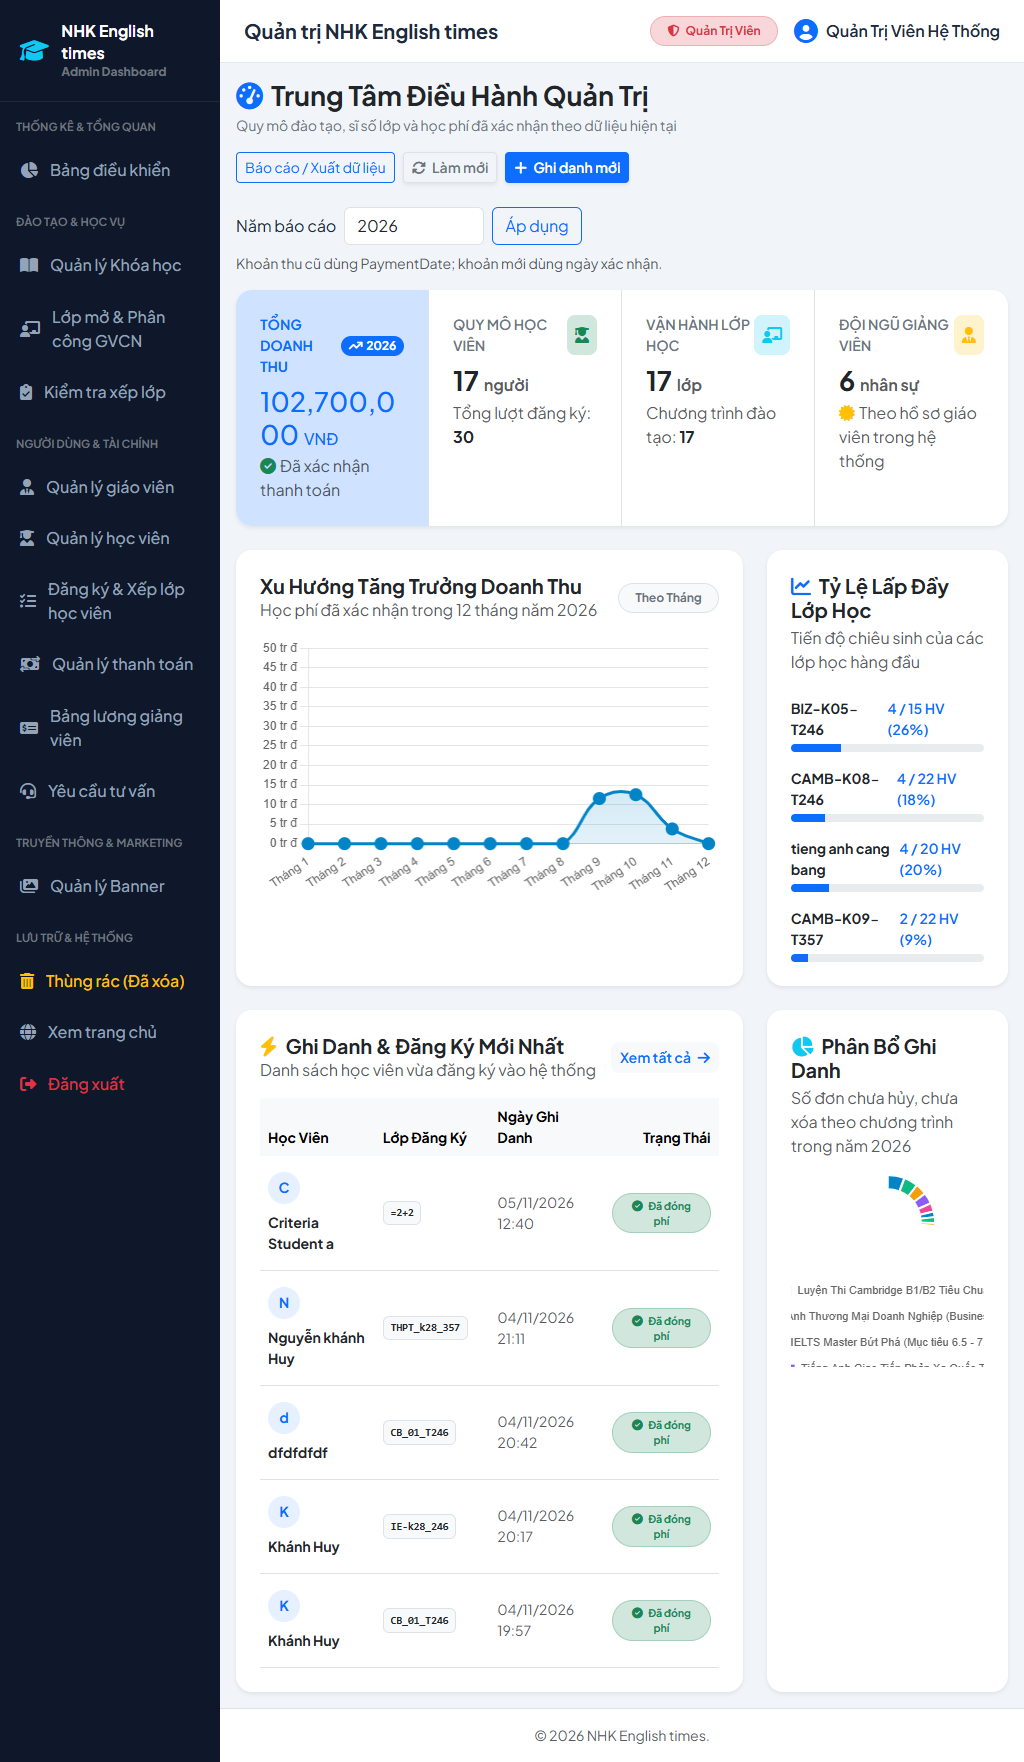 NHK English
times
Admin Dashboard
THỐNG KÊ & TỔNG QUAN
Bảng điều khiển
ĐÀO TẠO & HỌC VỤ
Quản lý Khóa học
Lớp mở & Phân
công GVCN
Kiểm tra xếp lớp
NGƯỜI DÙNG & TÀI CHÍNH
Quản lý giáo viên
Quản lý học viên
Đăng ký & Xếp lớp
học viên
Quản lý thanh toán
Bảng lương giảng
viên
Yêu cầu tư vấn
TRUYỀN THÔNG & MARKETING
Quản lý Banner
LƯU TRỮ & HỆ THỐNG
Thùng rác (Đã xóa)
Xem trang chủ
Đăng xuất
Quản trị NHK English times
Quản Trị Viên
Quản Trị Viên Hệ Thống
Trung Tâm Điều Hành Quản Trị
Quy mô đào tạo, sĩ số lớp và học phí đã xác nhận theo dữ liệu hiện tại
Báo cáo / Xuất dữ liệu
Làm mới
Ghi danh mới
Năm báo cáo
2026
Áp dụng
Khoản thu cũ dùng PaymentDate; khoản mới dùng ngày xác nhận.
TỔNG
DOANH
THU
2026
102,700,0
00 VNĐ
Đã xác nhận
thanh toán
QUY MÔ HỌC
VIÊN
17 người
Tổng lượt đăng ký:
30
VẬN HÀNH LỚP
HỌC
17 lớp
Chương trình đào
tạo: 17
ĐỘI NGŨ GIẢNG
VIÊN
6 nhân sự
Theo hồ sơ giáo
viên trong hệ
thống
Xu Hướng Tăng Trưởng Doanh Thu
Học phí đã xác nhận trong 12 tháng năm 2026
Theo Tháng
50 tr đ
45 tr đ
40 tr đ
35 tr đ
30 tr đ
25 tr đ
20 tr đ
15 tr đ
10 tr đ
5 tr đ
0 tr đ
Tháng 1
Tháng 2
Tháng 3
Tháng 4
Tháng 5
Tháng 6
Tháng 7
Tháng 8
Tháng 9
Tháng 10
Tháng 11
Tháng 12
Tỷ Lệ Lấp Đầy
Lớp Học
Tiến độ chiêu sinh của các
lớp học hàng đầu
BIZ-K05-
T246
4 / 15 HV
(26%)
CAMB-K08-
T246
4 / 22 HV
(18%)
tieng anh cang
bang
4 / 20 HV
(20%)
CAMB-K09-
T357
2 / 22 HV
(9%)
Ghi Danh & Đăng Ký Mới Nhất
Danh sách học viên vừa đăng ký vào hệ thống
Xem tất cả
Học Viên
Lớp Đăng Ký
Ngày Ghi
Danh
Trạng Thái
C
Criteria
Student a
=2+2
05/11/2026
12:40
Đã đóng
phí
N
Nguyễn khánh
Huy
THPT_k28_357
04/11/2026
21:11
Đã đóng
phí
d
dfdfdfdf
CB_01_T246
04/11/2026
20:42
Đã đóng
phí
K
Khánh Huy
IE-k28_246
04/11/2026
20:17
Đã đóng
phí
K
Khánh Huy
CB_01_T246
04/11/2026
19:57
Đã đóng
phí
Phân Bổ Ghi
Danh
Số đơn chưa hủy, chưa
xóa theo chương trình
trong năm 2026
Luyện Thi Cambridge B1/B2 Tiêu Chu
Anh Thương Mại Doanh Nghiệp (Busine
IELTS Master Bứt Phá (Mục tiêu 6.5 - 7
© 2026 NHK English times.